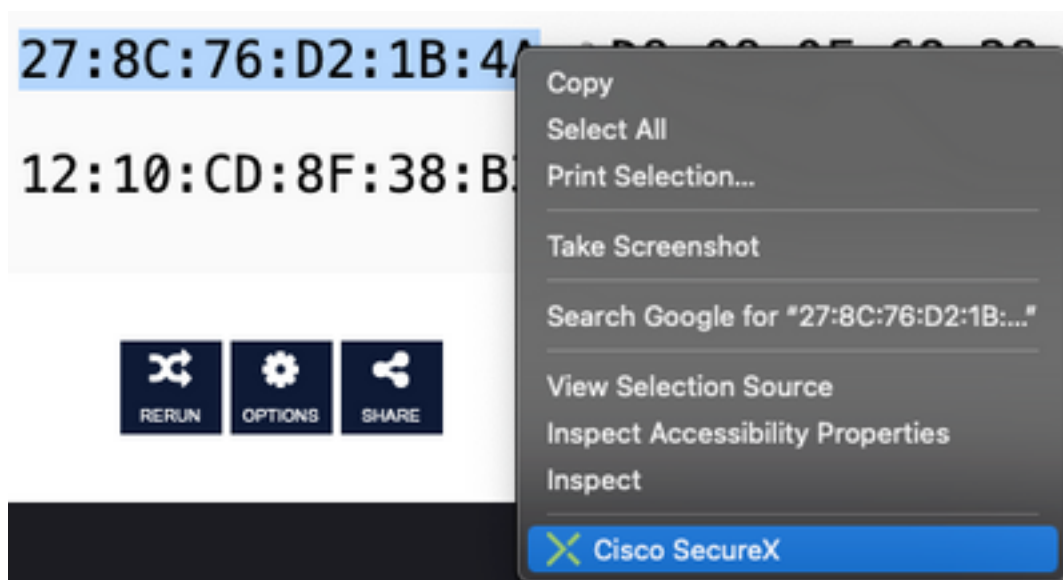 27:8C:76:D2:1B:4A
12:10:CD:8F:38:B
Copy
Select All
Print Selection...
Take Screenshot
Search Google for "27:8C:76:D2:1B:..."
View Selection Source
Inspect Accessibility Properties
Inspect
Cisco SecureX
RERUN
OPTIONS
SHARE